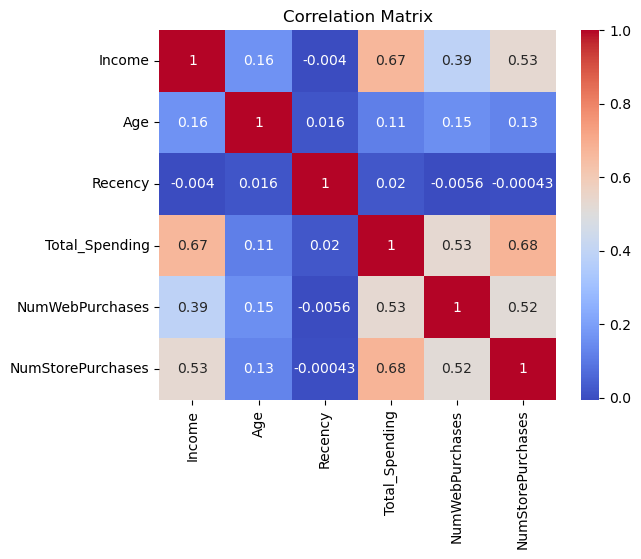 Correlation Matrix
Income 1 0.16 -0.004 0.67 0.39 0.53
Age 0.16 1 0.016 0.11 0.15 0.13
Recency -0.004 0.016 1 0.02 -0.0056 -0.00043
Total_Spending 0.67 0.11 0.02 1 0.53 0.68
NumWebPurchases 0.39 0.15 -0.0056 0.53 1 0.52
NumStorePurchases 0.53 0.13 -0.00043 0.68 0.52 1
Income
Age
Recency
Total_Spending
NumWebPurchases
NumStorePurchases
1.0
0.8
0.6
0.4
0.2
0.0